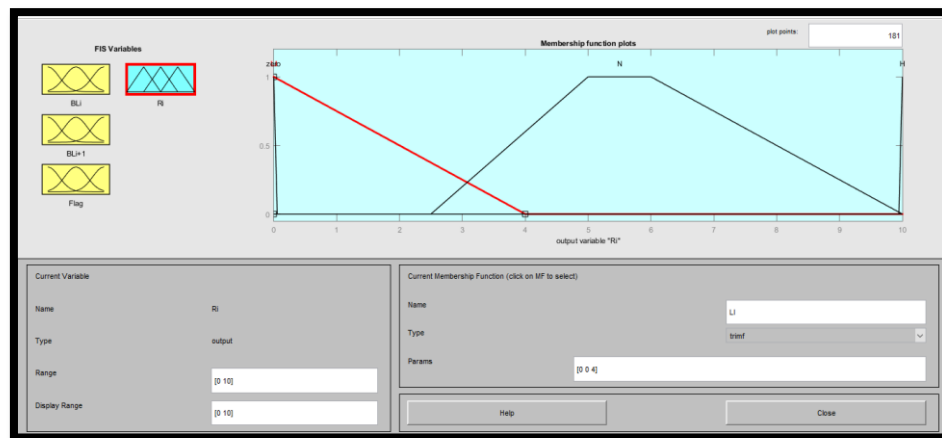 plot points:
181
FIS Variables
Membership function plots
BLi
Ri
BLi+1
Flag
N
H
1
0.5
0
0 1 2 3 4 5 6 7 8 9 10
output variable "Ri"
Current Variable
Name Ri
Type output
Range [0 10]
Display Range [0 10]
Current Membership Function (click on MF to select)
Name LI
Type trimf
Params [0 0 4]
Help
Close